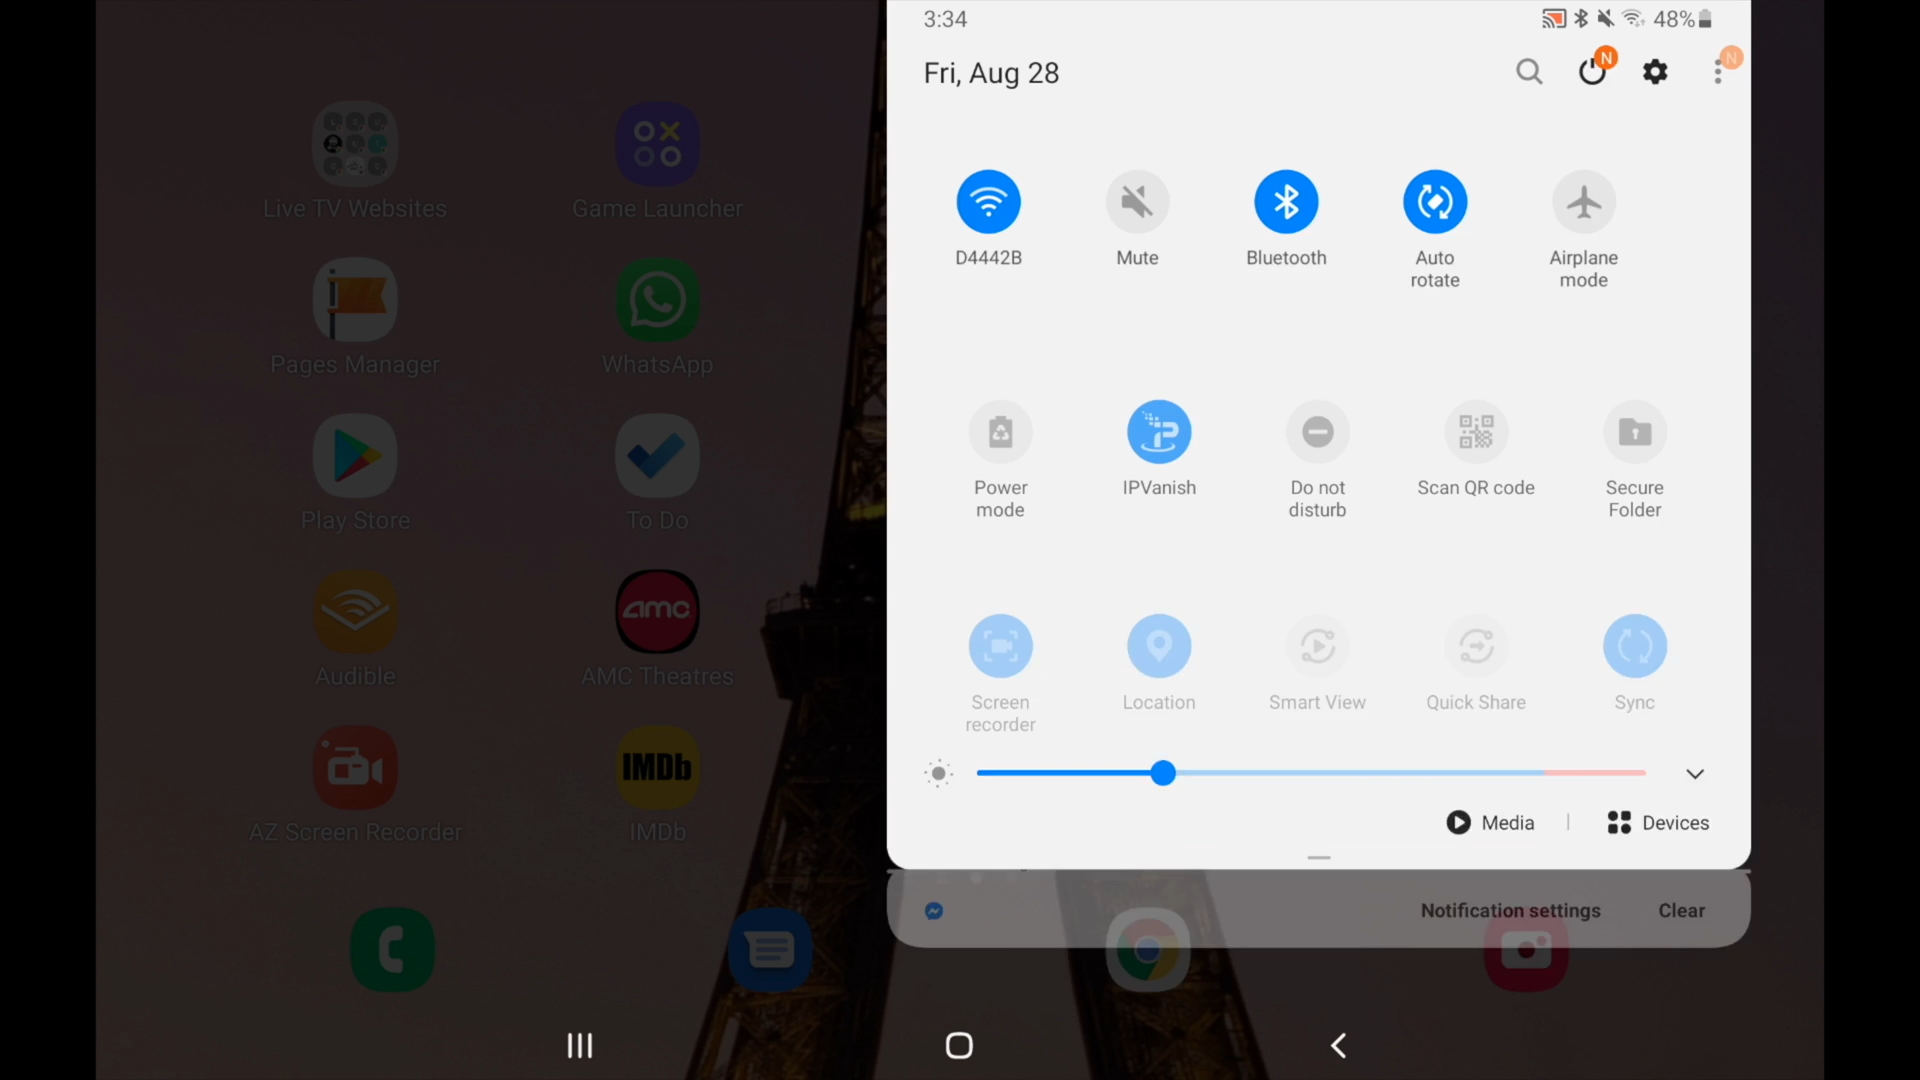 3:34
48%
Fri, Aug 28
N
N
D4442B
Mute
Bluetooth
Auto
rotate
Airplane
mode
Power
mode
IPVanish
Do not
disturb
Scan QR code
Secure
Folder
Screen
recorder
Location
Smart View
Quick Share
Sync
Media
Devices
Notification settings
Clear
Live TV Websites
Game Launcher
Pages Manager
WhatsApp
Play Store
To Do
Audible
amc
AMC Theatres
AZ Screen Recorder
IMDb
IMDb